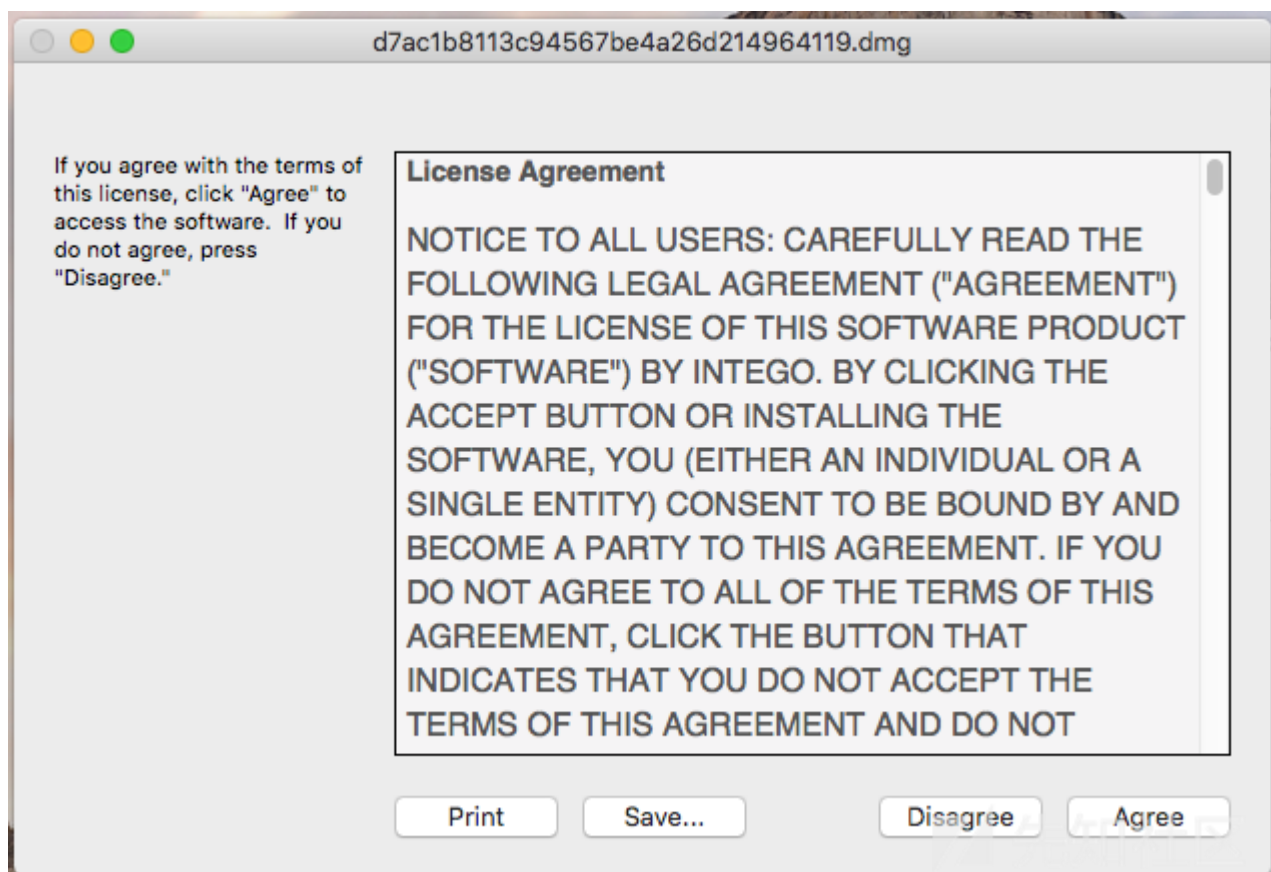 d7ac1b8113c94567be4a26d214964119.dmg
If you agree with the terms of
this license, click "Agree" to
access the software.  If you
do not agree, press
"Disagree."
License Agreement
NOTICE TO ALL USERS: CAREFULLY READ THE
FOLLOWING LEGAL AGREEMENT ("AGREEMENT")
FOR THE LICENSE OF THIS SOFTWARE PRODUCT
("SOFTWARE") BY INTEGO. BY CLICKING THE
ACCEPT BUTTON OR INSTALLING THE
SOFTWARE, YOU (EITHER AN INDIVIDUAL OR A
SINGLE ENTITY) CONSENT TO BE BOUND BY AND
BECOME A PARTY TO THIS AGREEMENT. IF YOU
DO NOT AGREE TO ALL OF THE TERMS OF THIS
AGREEMENT, CLICK THE BUTTON THAT
INDICATES THAT YOU DO NOT ACCEPT THE
TERMS OF THIS AGREEMENT AND DO NOT
Print
Save...
Disagree
Agree
先知社区